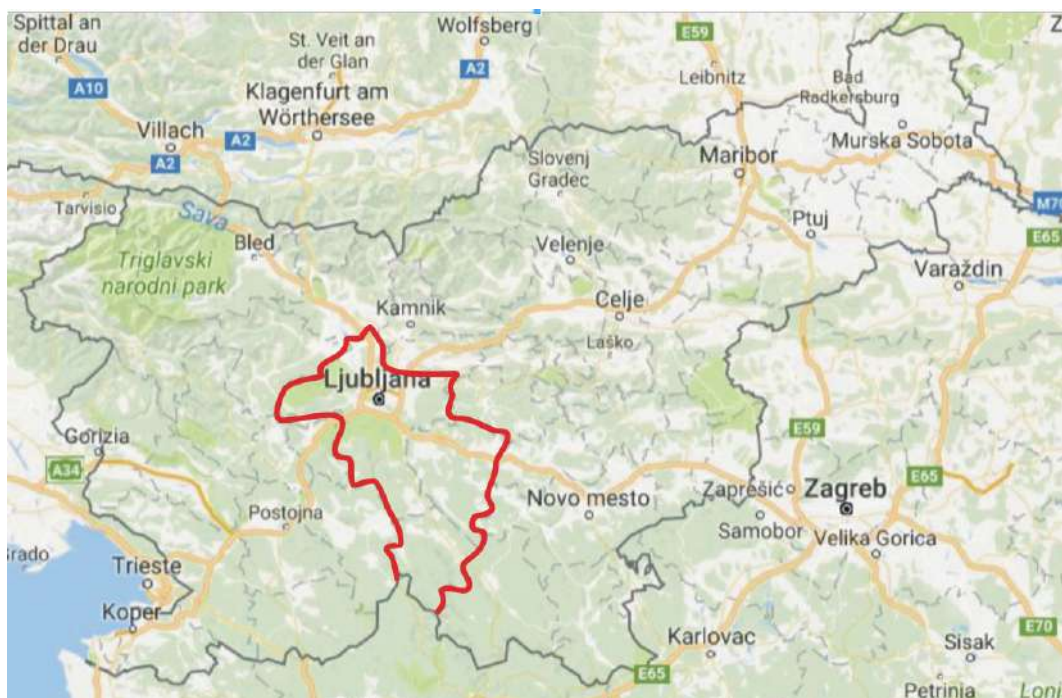 Spittal an
der Drau
Wolfsberg
E59
St. Veit an
der Glan
A2
Leibnitz
Bad
Radkersburg
A10
Klagenfurt am
Wörthersee
Villach
A2
A2
Murska Sobota
Maribor
Slovenj
Gradec
Tarvisio
Sava
M70
Ptuj
E65
Bled
Velenje
Triglavski
narodni park
Varaždin
Kamnik
Celje
Laško
Ljubljana
Gorizia
E59
A34
E65
Novo mesto
Zaprešić
Zagreb
Postojna
Samobor
Velika Gorica
Grado
Trieste
Koper
E70
Karlovac
Sisak
E65
Petrinja